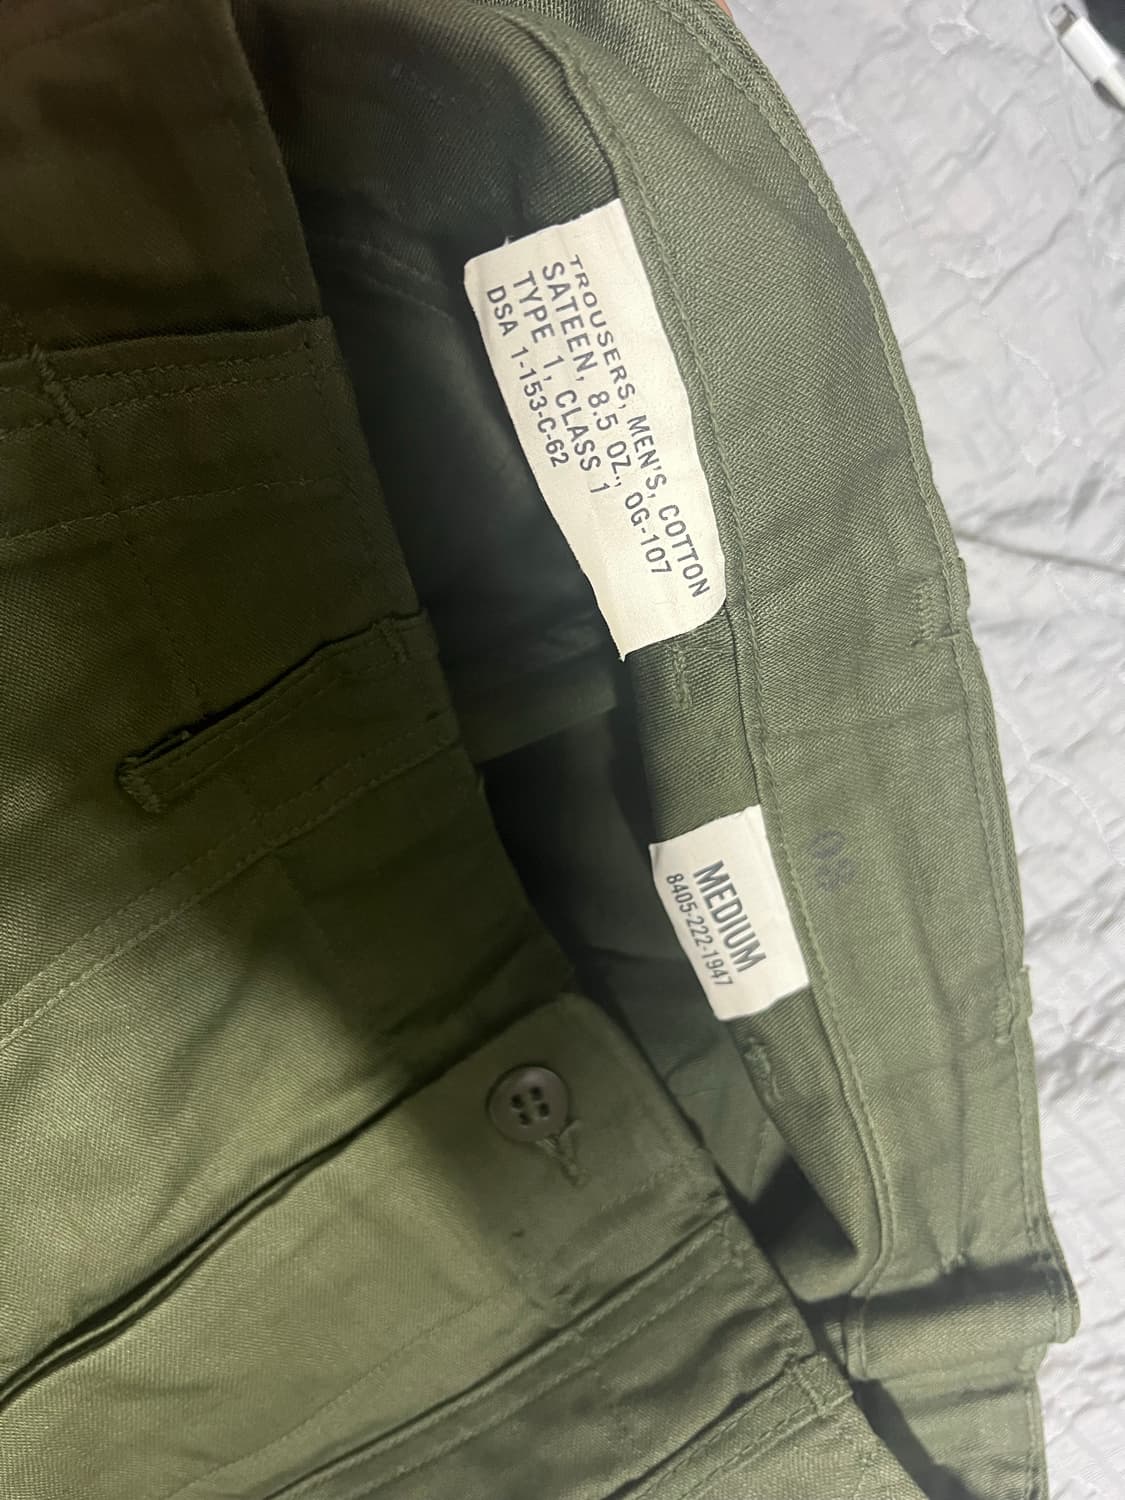 TROUSERS, MEN'S, COTTON
SATEEN, 8.5 OZ., OG-107
TYPE 1, CLASS 1
DSA 1-153-C-62
MEDIUM
8405-222-1947